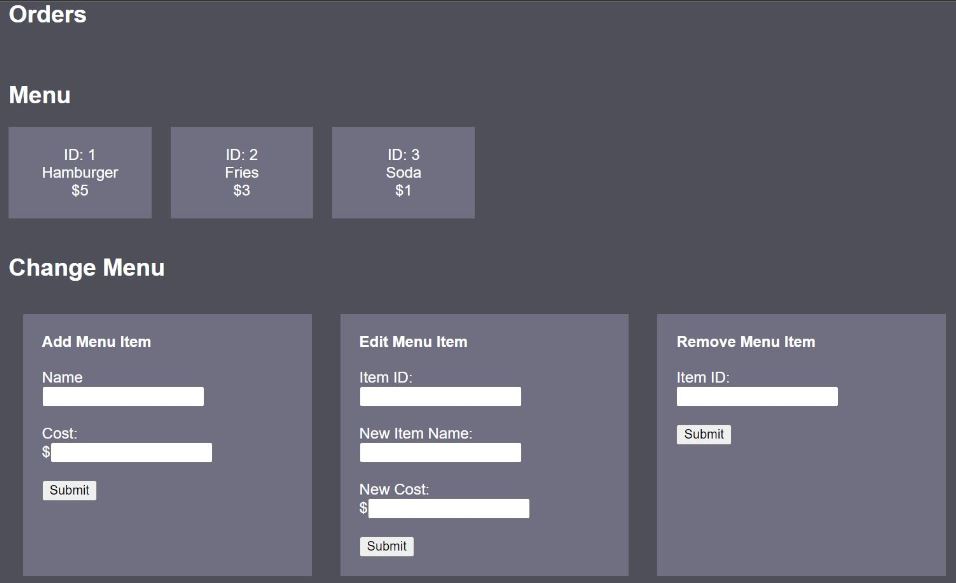 Orders
Menu
ID: 1
Hamburger
$5
ID: 2
Fries
$3
ID: 3
Soda
$1
Change Menu
Add Menu Item
Name
Cost:
$
Submit
Edit Menu Item
Item ID:
New Item Name:
New Cost:
$
Submit
Remove Menu Item
Item ID:
Submit